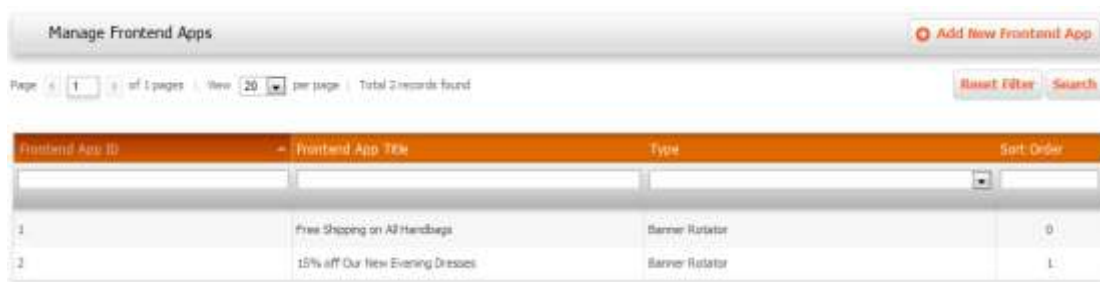 Manage Frontend Apps
Add New Frontend App
Page 1 of 1 pages | View 20 per page | Total 2 records found
Reset Filter Search
Frontend App ID Frontend App Title Type Sort Order
1 Free Shipping on All Handbags Banner Rotator 0
2 15% off Our New Evening Dresses Banner Rotator 1